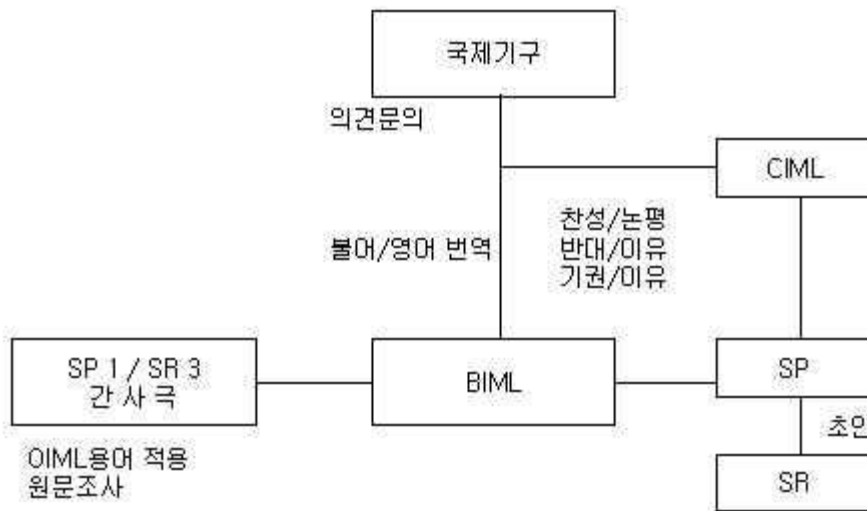 국제기구
의견문의
CIML
찬성/논평
반대/이유
기권/이유
불어/영어 번역
SP 1 / SR 3
간 사 국
BIML
SP
OIML용어 적용
원문조사
SR